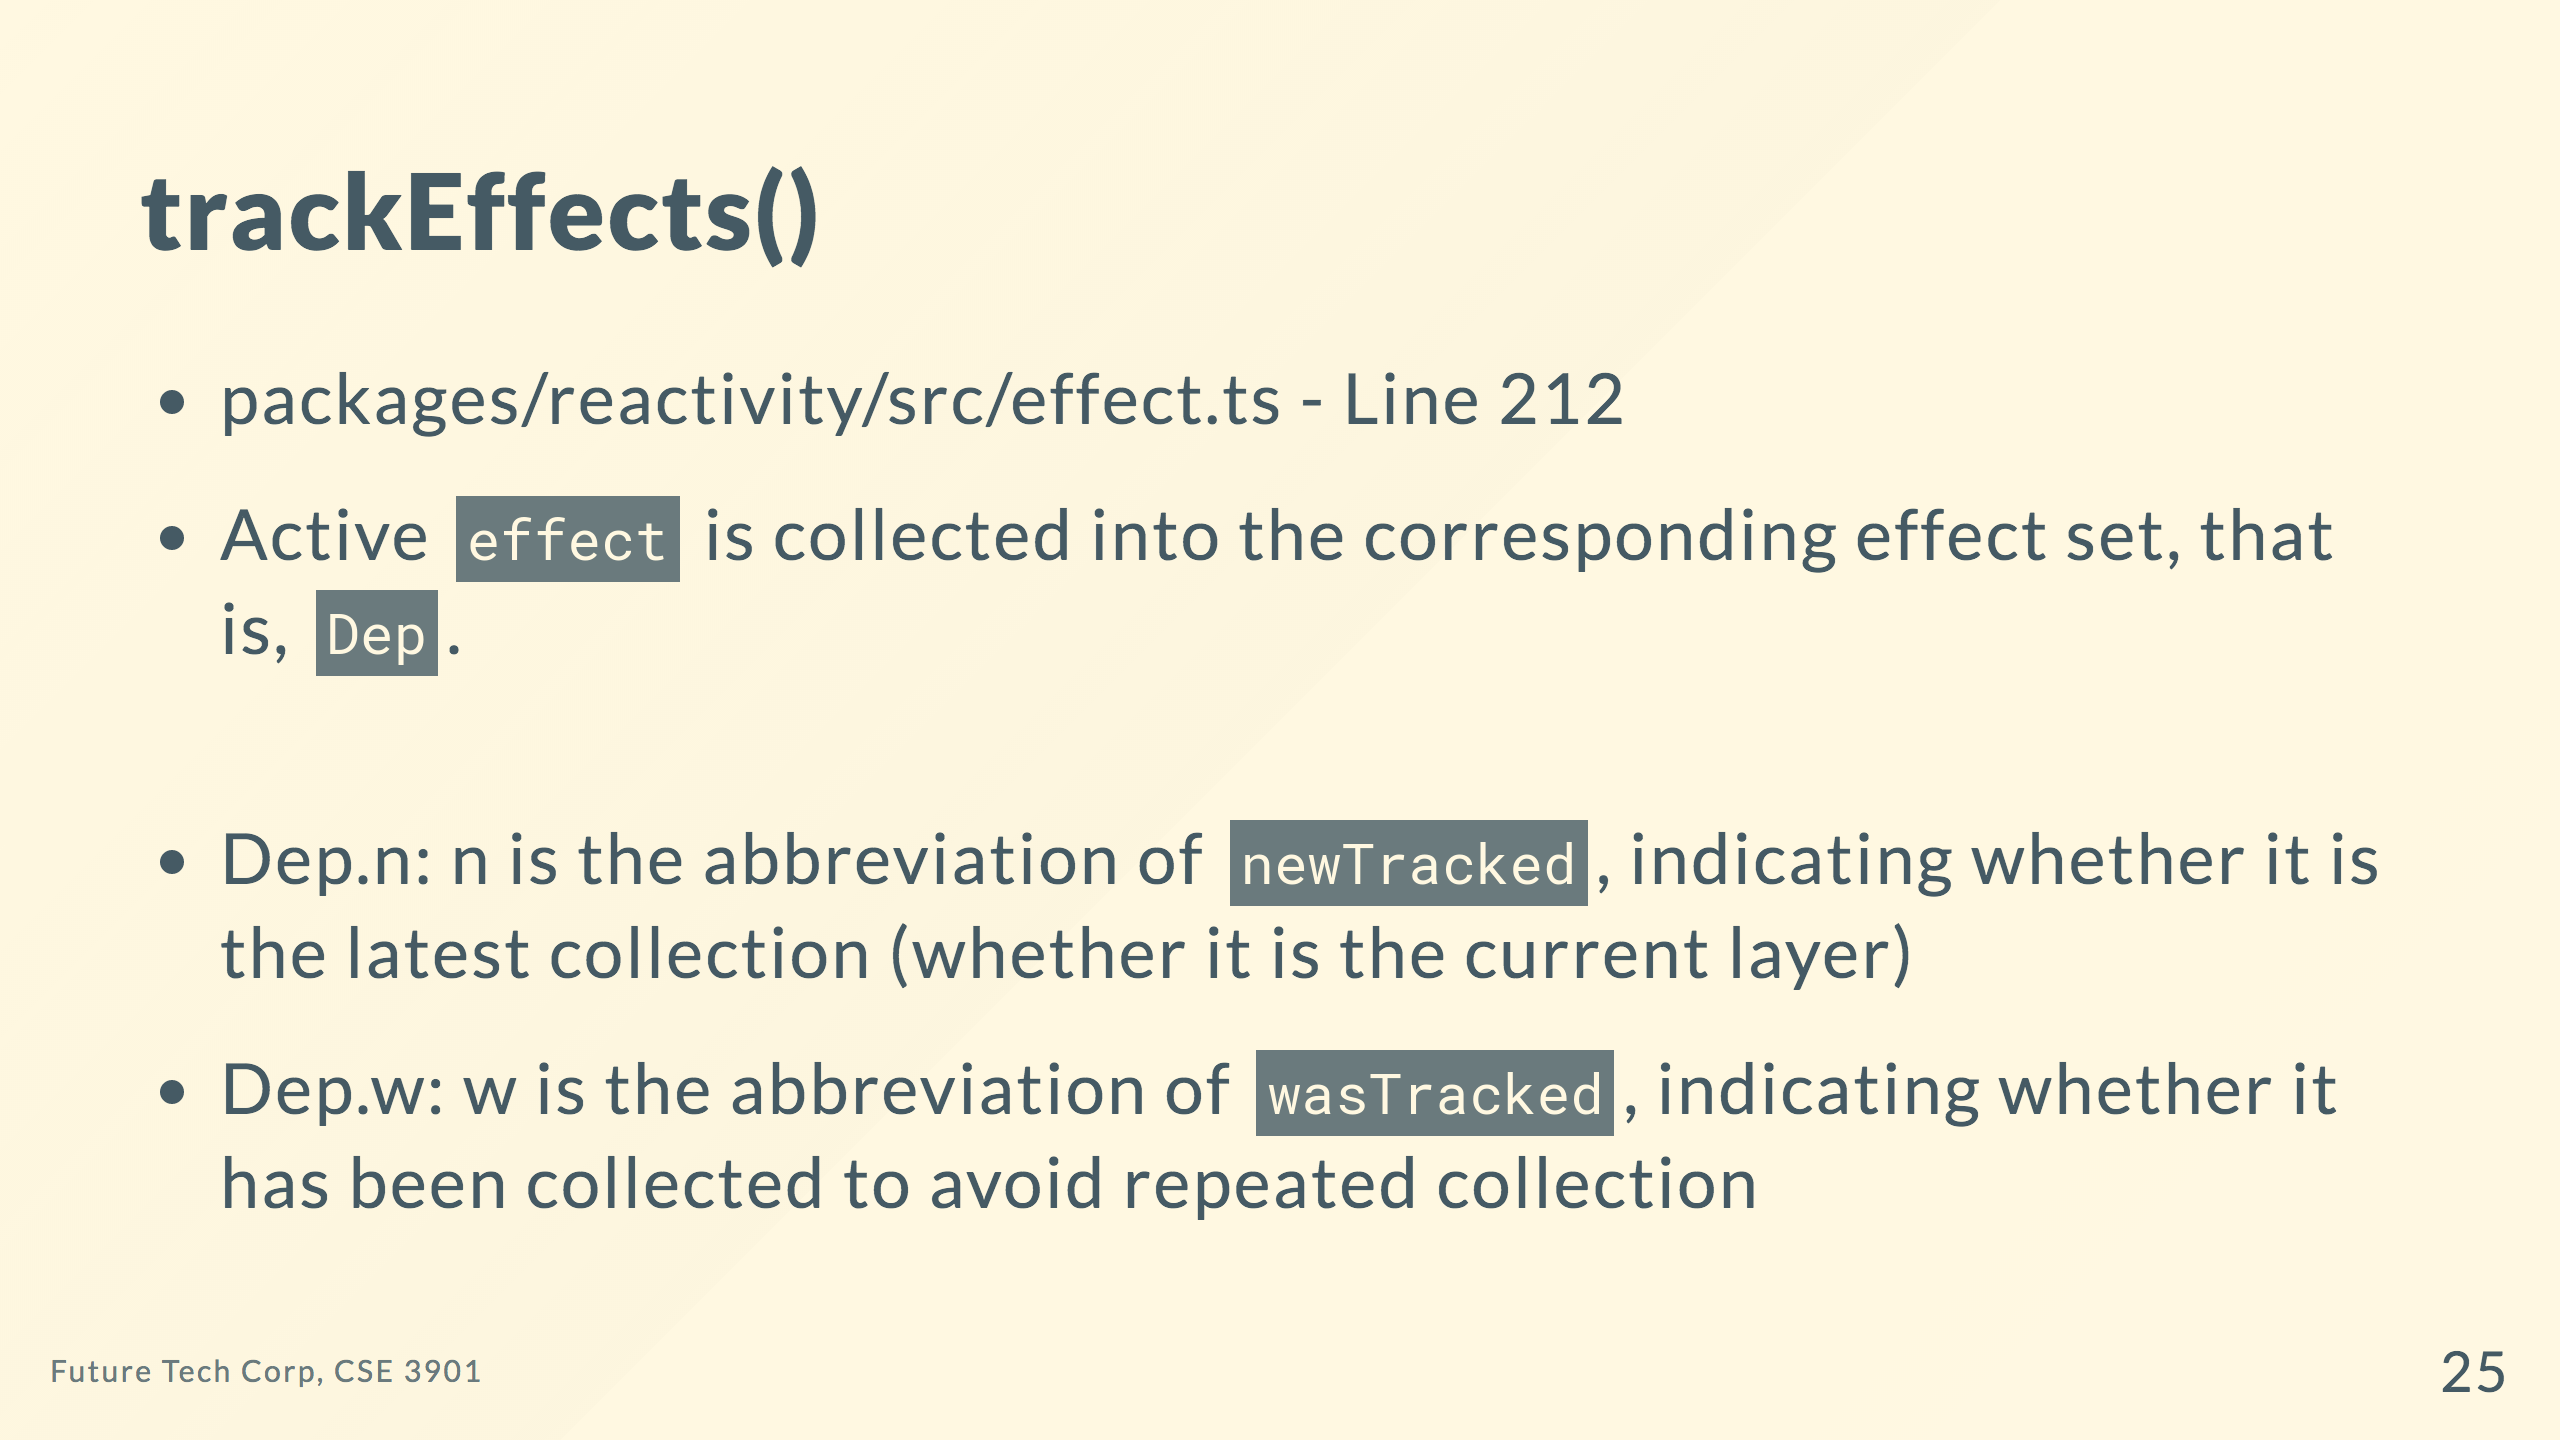 trackEffects()
• packages/reactivity/src/effect.ts - Line 212
• Active effect is collected into the corresponding effect set, that
is, Dep.
• Dep.n: n is the abbreviation of newTracked, indicating whether it is
the latest collection (whether it is the current layer)
• Dep.w: w is the abbreviation of wasTracked, indicating whether it
has been collected to avoid repeated collection
Future Tech Corp, CSE 3901
25